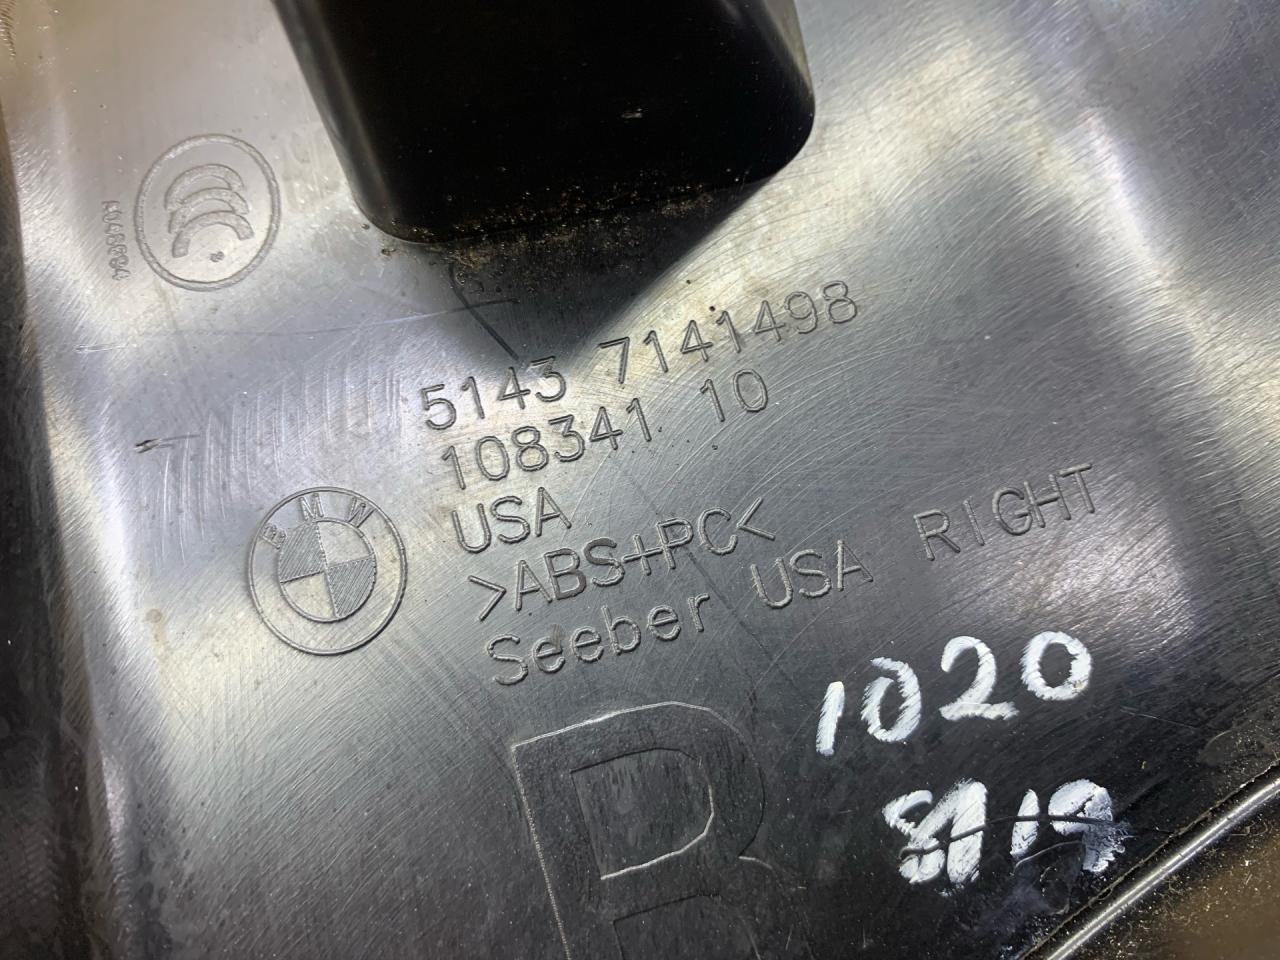 5143 7141498
108341 10
USA
BMW
>ABS+PC<
Seeber USA RIGHT
R
1020